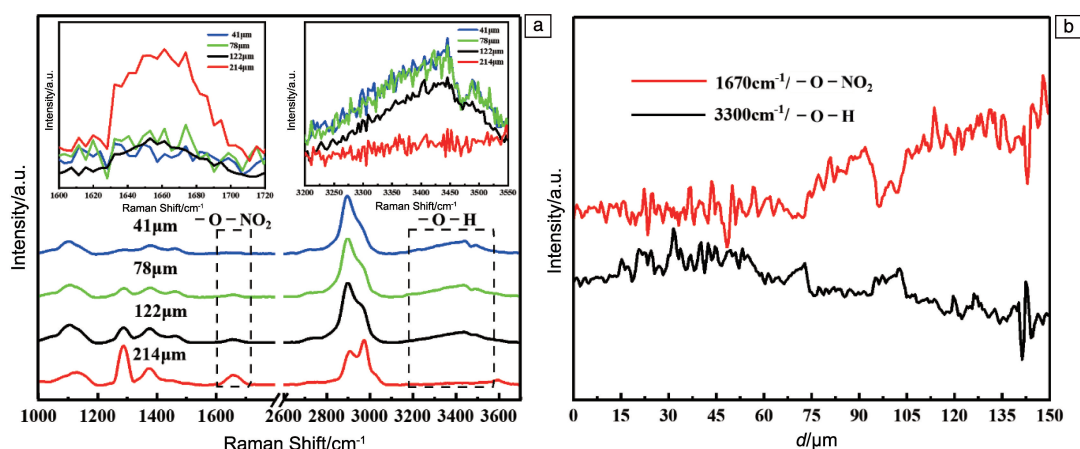 a
41μm
78μm
122μm
214μm
Intensity/a.u.
1600 1620 1640 1660 1680 1700 1720
Raman Shift/cm-1
41μm
78μm
122μm
214μm
Intensity/a.u.
3200 3250 3300 3350 3400 3450 3500 3550
Raman Shift/cm-1
Intensity/a.u.
−O−NO2
−O−H
41μm
78μm
122μm
214μm
1000 1200 1400 1600 2600 2800 3000 3200 3400 3600
Raman Shift/cm-1
b
1670cm-1/ −O−NO2
3300cm-1/ −O−H
Intensity/a.u.
0 15 30 45 60 75 90 105 120 135 150
d/μm